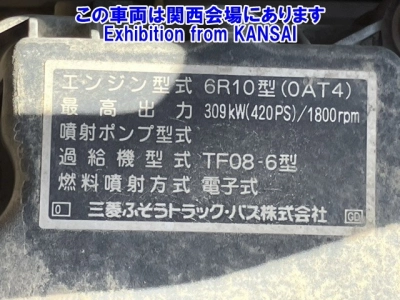 この車両は関西会場にあります
Exhibition from KANSAI
エンジン型式 6R10型(0AT4)
最高出力 309kW(420PS)/1800rpm
噴射ポンプ型式
過給機型式 TF08-6型
燃料噴射方式 電子式
三菱ふそうトラック・バス株式会社
0 GD